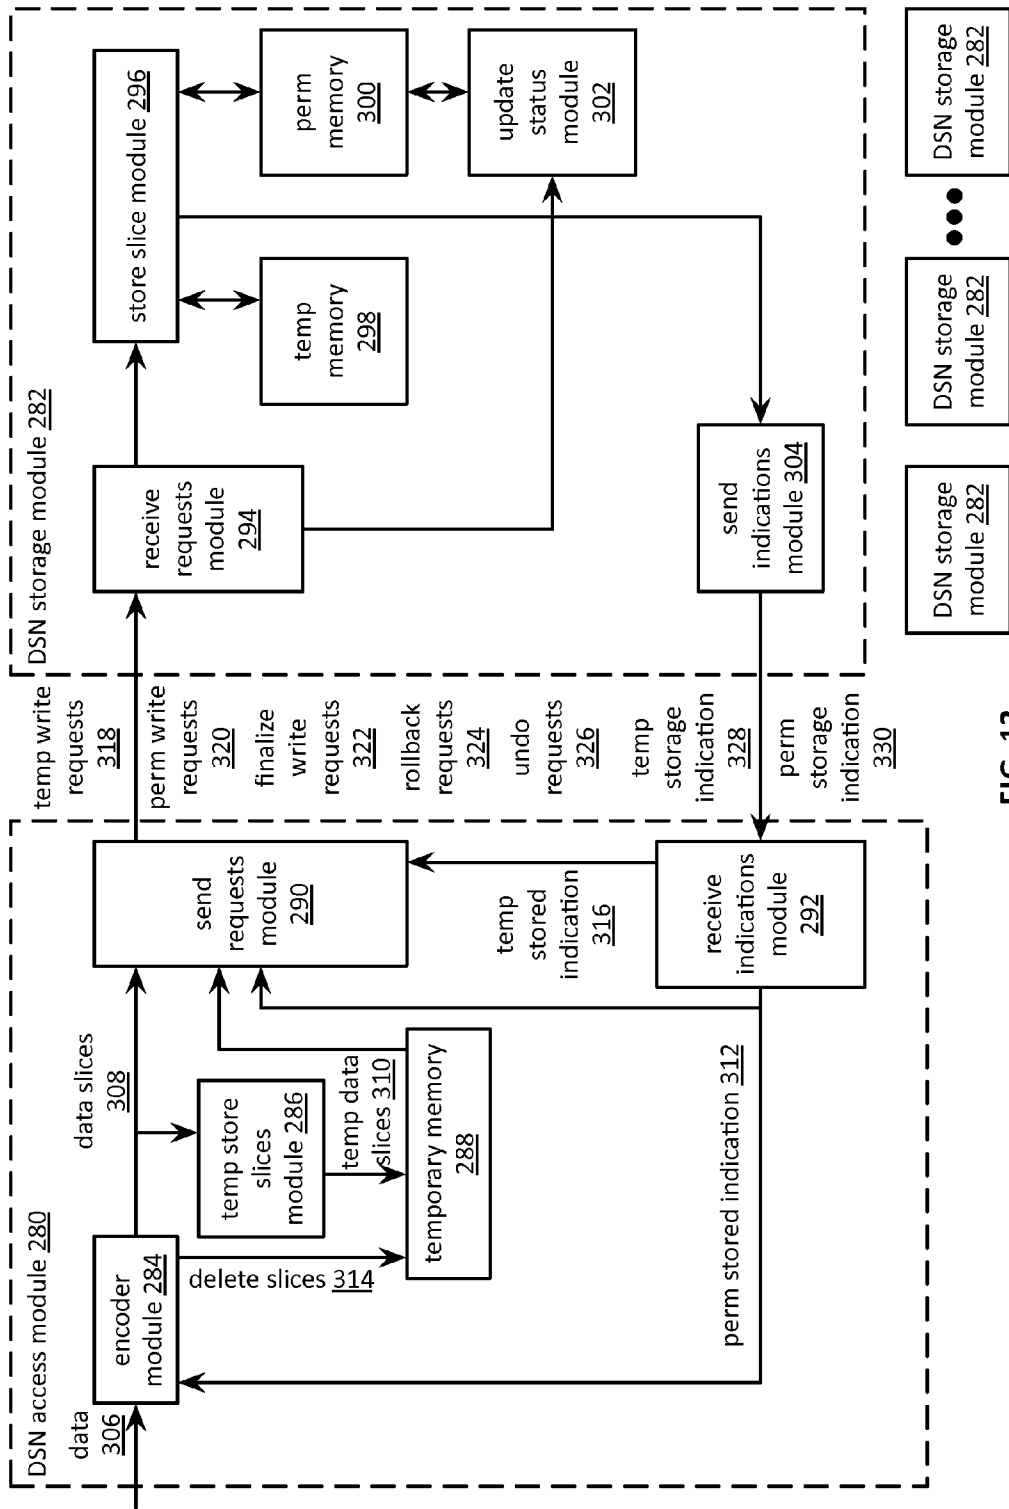 DSN access module 280
data
306
encoder
module 284
data slices
308
delete slices 314
temp store
slices
module 286
temp data
slices 310
temporary memory
288
send
requests
module
290
temp
stored
indication
316
receive
indications
module
292
perm stored indication 312
temp write
requests
318
perm write
requests
320
finalize
write
requests
322
rollback
requests
324
undo
requests
326
temp
storage
indication
328
perm
storage
indication
330
DSN storage module 282
receive
requests
module
294
store slice module 296
temp
memory
298
perm
memory
300
update
status
module
302
send
indications
module 304
DSN storage
module 282
DSN storage
module 282
DSN storage
module 282